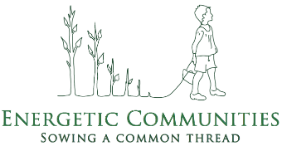 Energetic Communities
Sowing a common thread